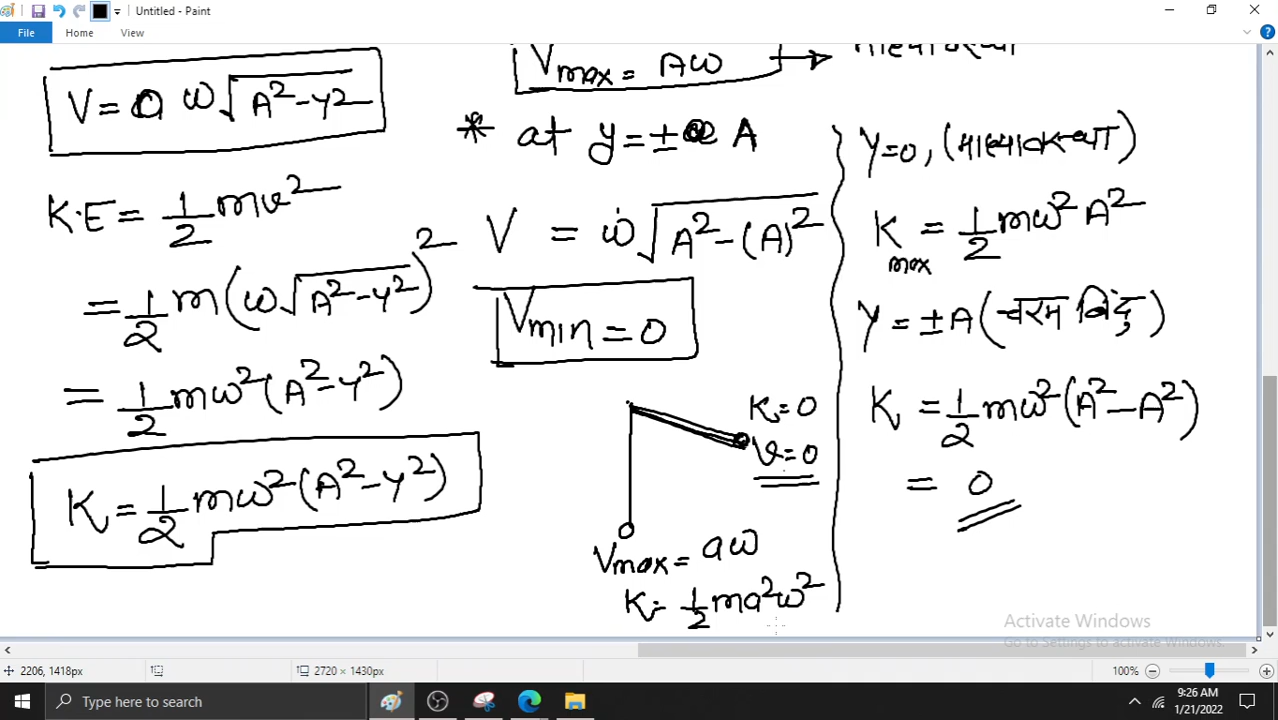 Untitled - Paint
File Home View
V = ω√A²-y²
K.E = 1/2 mv²
= 1/2 m(ω√A²-y²)²
= 1/2 mω²(A²-y²)
K = 1/2 mω²(A²-y²)
Vmax = Aω →
* at y = ± A
V = ω√A²-(A)²
Vmin = 0
K = 0
v = 0
Vmax = aω
K = 1/2 ma²ω²
y=0, (माध्यावस्था)
Kmax = 1/2 mω²A²
y = ±A (चरम बिंदु)
K = 1/2 mω²(A²-A²)
= 0
Activate Windows
Go to Settings to activate Windows.
2206, 1418px
2720 × 1430px
100%
Type here to search
9:26 AM
1/21/2022